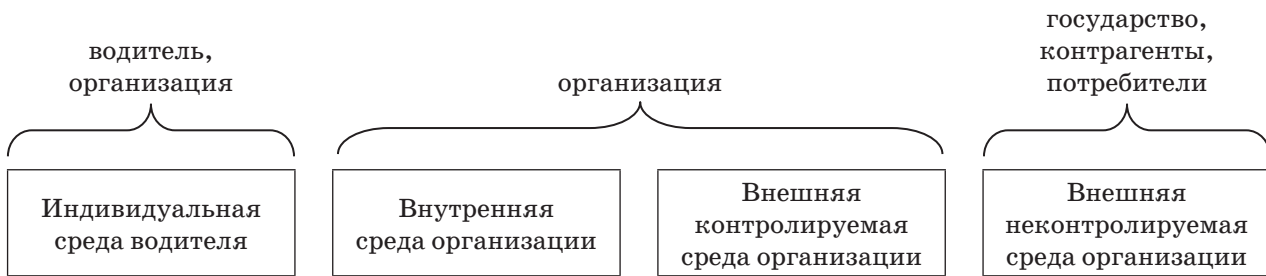 водитель,
организация
организация
государство,
контрагенты,
потребители
Индивидуальная
среда водителя
Внутренняя
среда организации
Внешняя
контролируемая
среда организации
Внешняя
неконтролируемая
среда организации